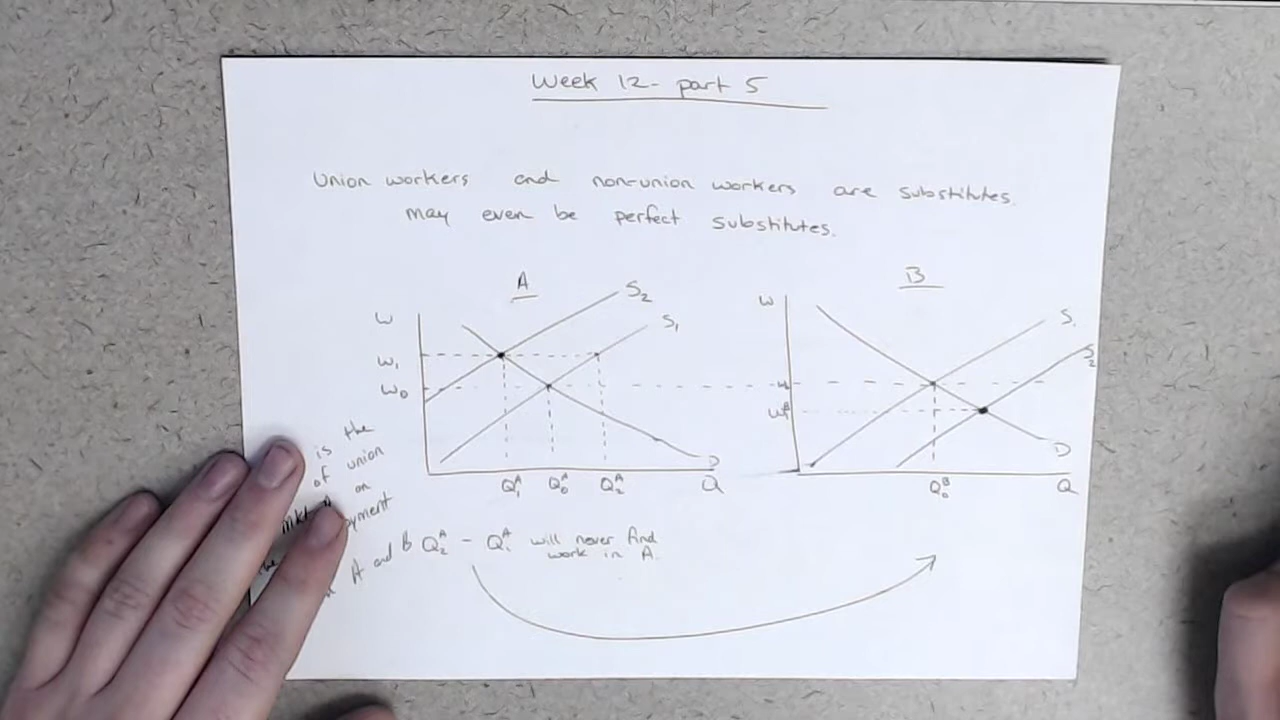 Week 12- part 5
Union workers and non-union workers are substitutes.
may even be perfect substitutes.
A
B
W
W₁
W₀
S₂
S₁
D
Q₁ᴬ Q₀ᴬ Q₂ᴬ Q
W
W₁ᴮ
S₁
S₂
D
Q₀ᴮ Q
is the
of union
on
mkt A
A and B
Q₂ᴬ - Q₁ᴬ will never find
work in A.